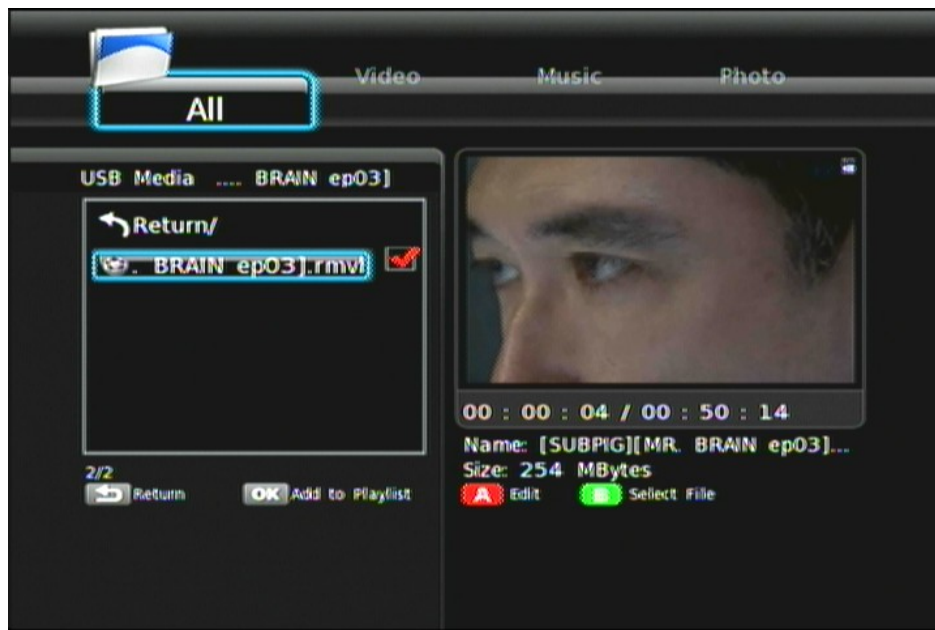 Video Music Photo
All
USB Media .... BRAIN ep03]
Return/
. BRAIN ep03].rmvl
2/2
Return OK Add to Playlist
00 : 00 : 04 / 00 : 50 : 14
Name: [SUBPIG][MR. BRAIN ep03]...
Size: 254 MBytes
A Edit B Select File